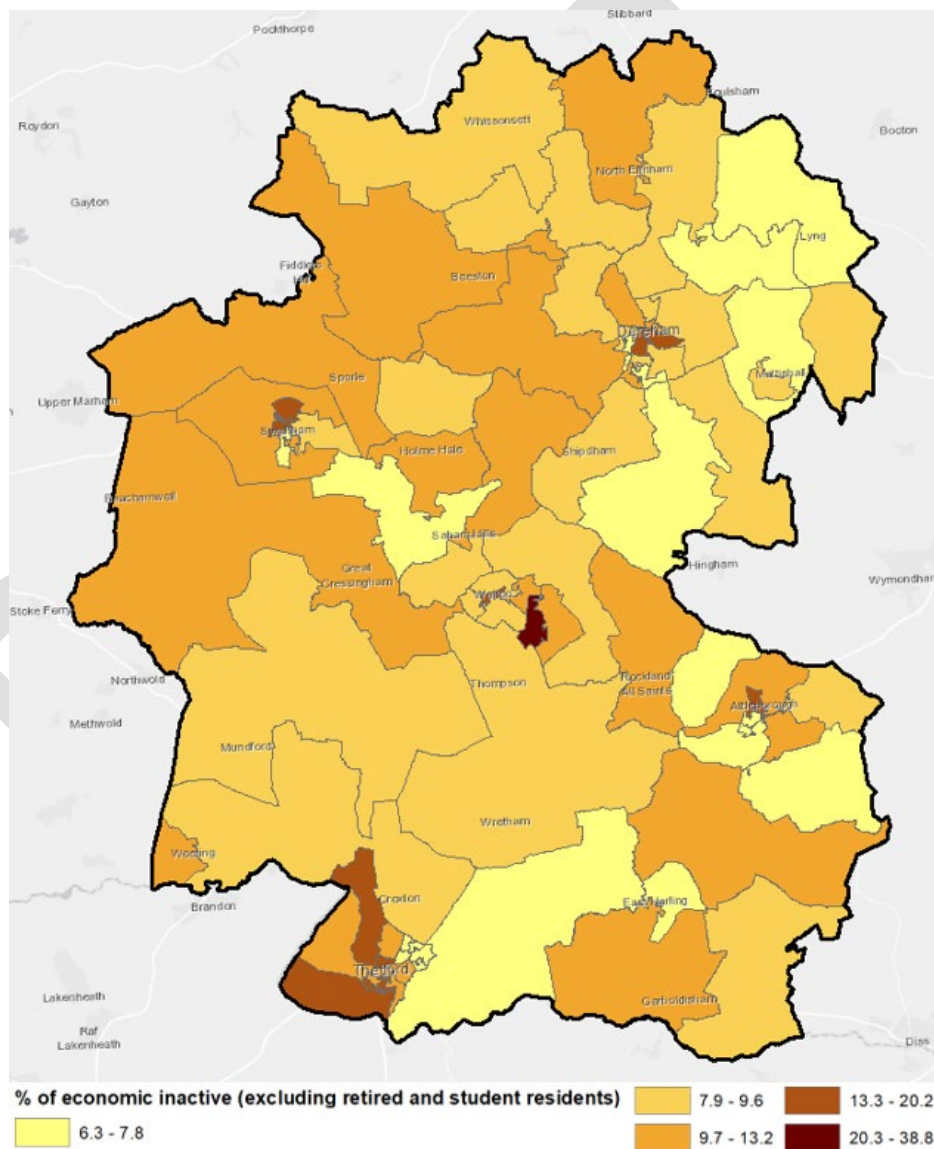 Stibbard
Pockthorpe
Foulsham
Roydon
Whissonsett
Bocton
North Elmham
Gayton
Lyng
Beeston
Dereham
Mattishall
Sporle
Upper Marham
Swaffham
Holme Hale
Shipdham
Beachamwell
Saham Hills
Hingham
Great
Cressingham
Wymondham
Watton
Stoke Ferry
Rockland
All Saints
Northwold
Thompson
Attleborough
Methwold
Mundford
Wretham
Weeting
Croxton
Brandon
East Harling
Thetford
Lakenheath
Garboldisham
Raf
Lakenheath
Diss
% of economic inactive (excluding retired and student residents)
6.3 - 7.8
7.9 - 9.6
9.7 - 13.2
13.3 - 20.2
20.3 - 38.8